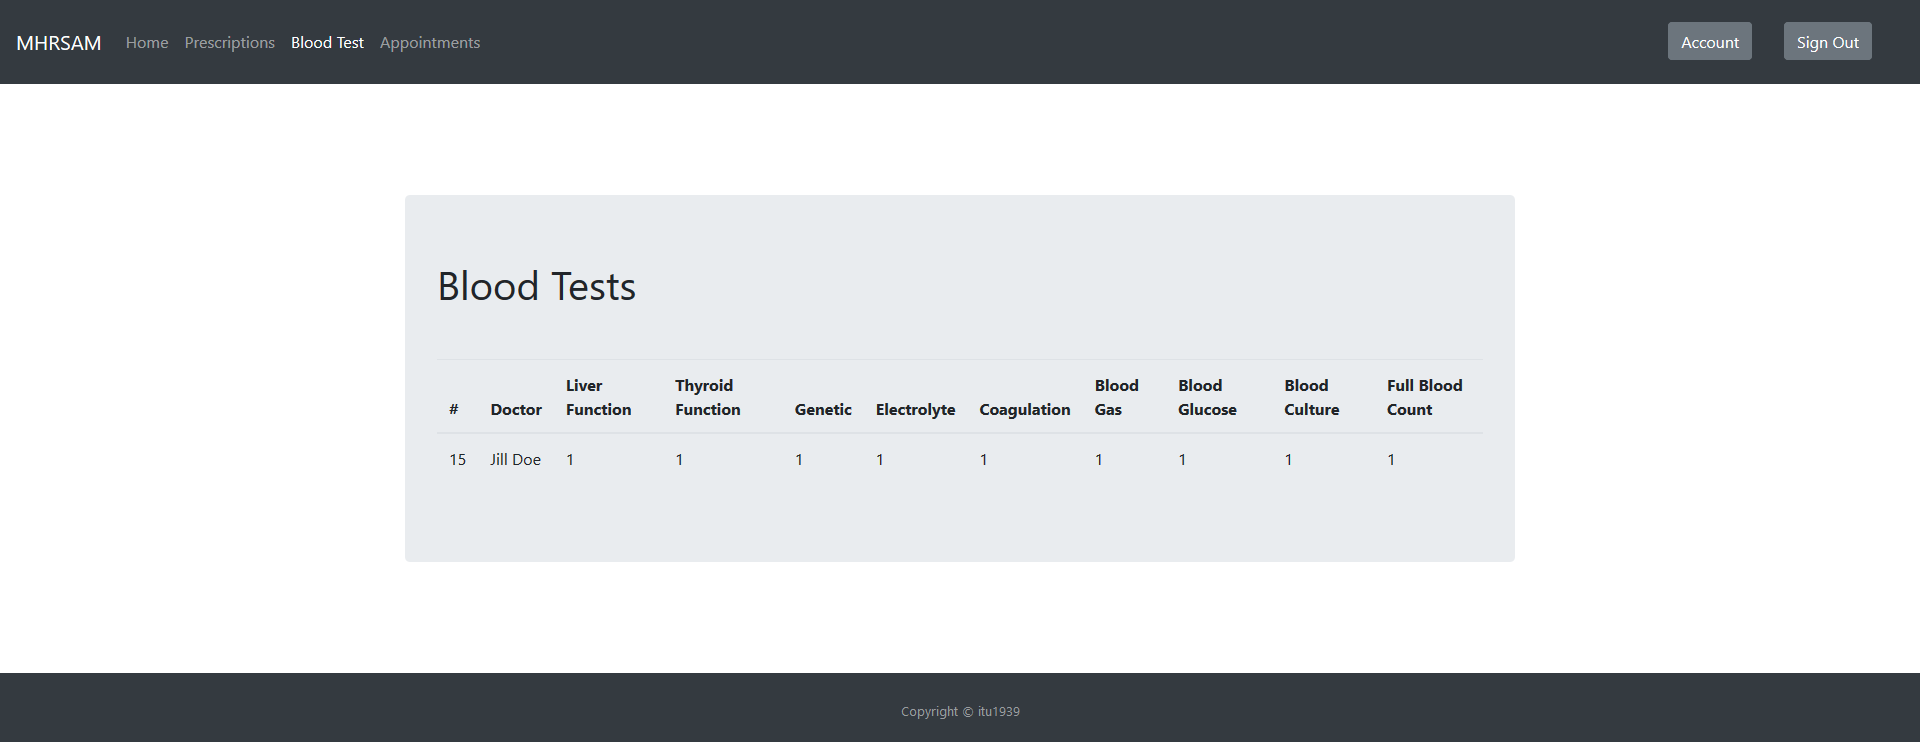 MHRSAM Home Prescriptions Blood Test Appointments Account Sign Out
Blood Tests
# Doctor Liver Function Thyroid Function Genetic Electrolyte Coagulation Blood Gas Blood Glucose Blood Culture Full Blood Count
15 Jill Doe 1 1 1 1 1 1 1 1 1
Copyright © itu1939